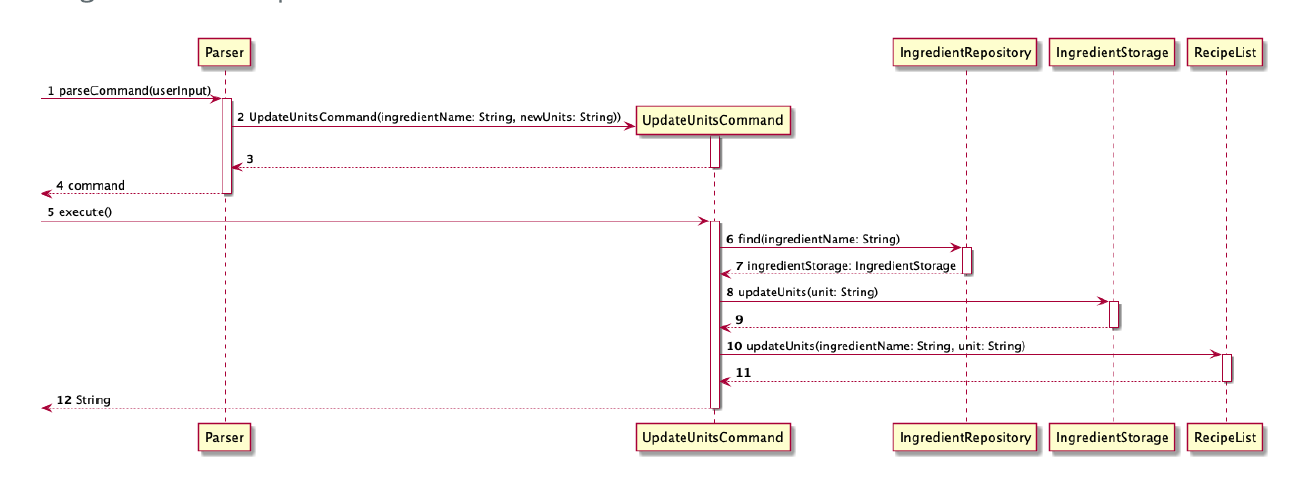 Parser
IngredientRepository
IngredientStorage
RecipeList
1 parseCommand(userInput)
2 UpdateUnitsCommand(ingredientName: String, newUnits: String))
UpdateUnitsCommand
3
4 command
5 execute()
6 find(ingredientName: String)
7 ingredientStorage: IngredientStorage
8 updateUnits(unit: String)
9
10 updateUnits(ingredientName: String, unit: String)
11
12 String
Parser
UpdateUnitsCommand
IngredientRepository
IngredientStorage
RecipeList